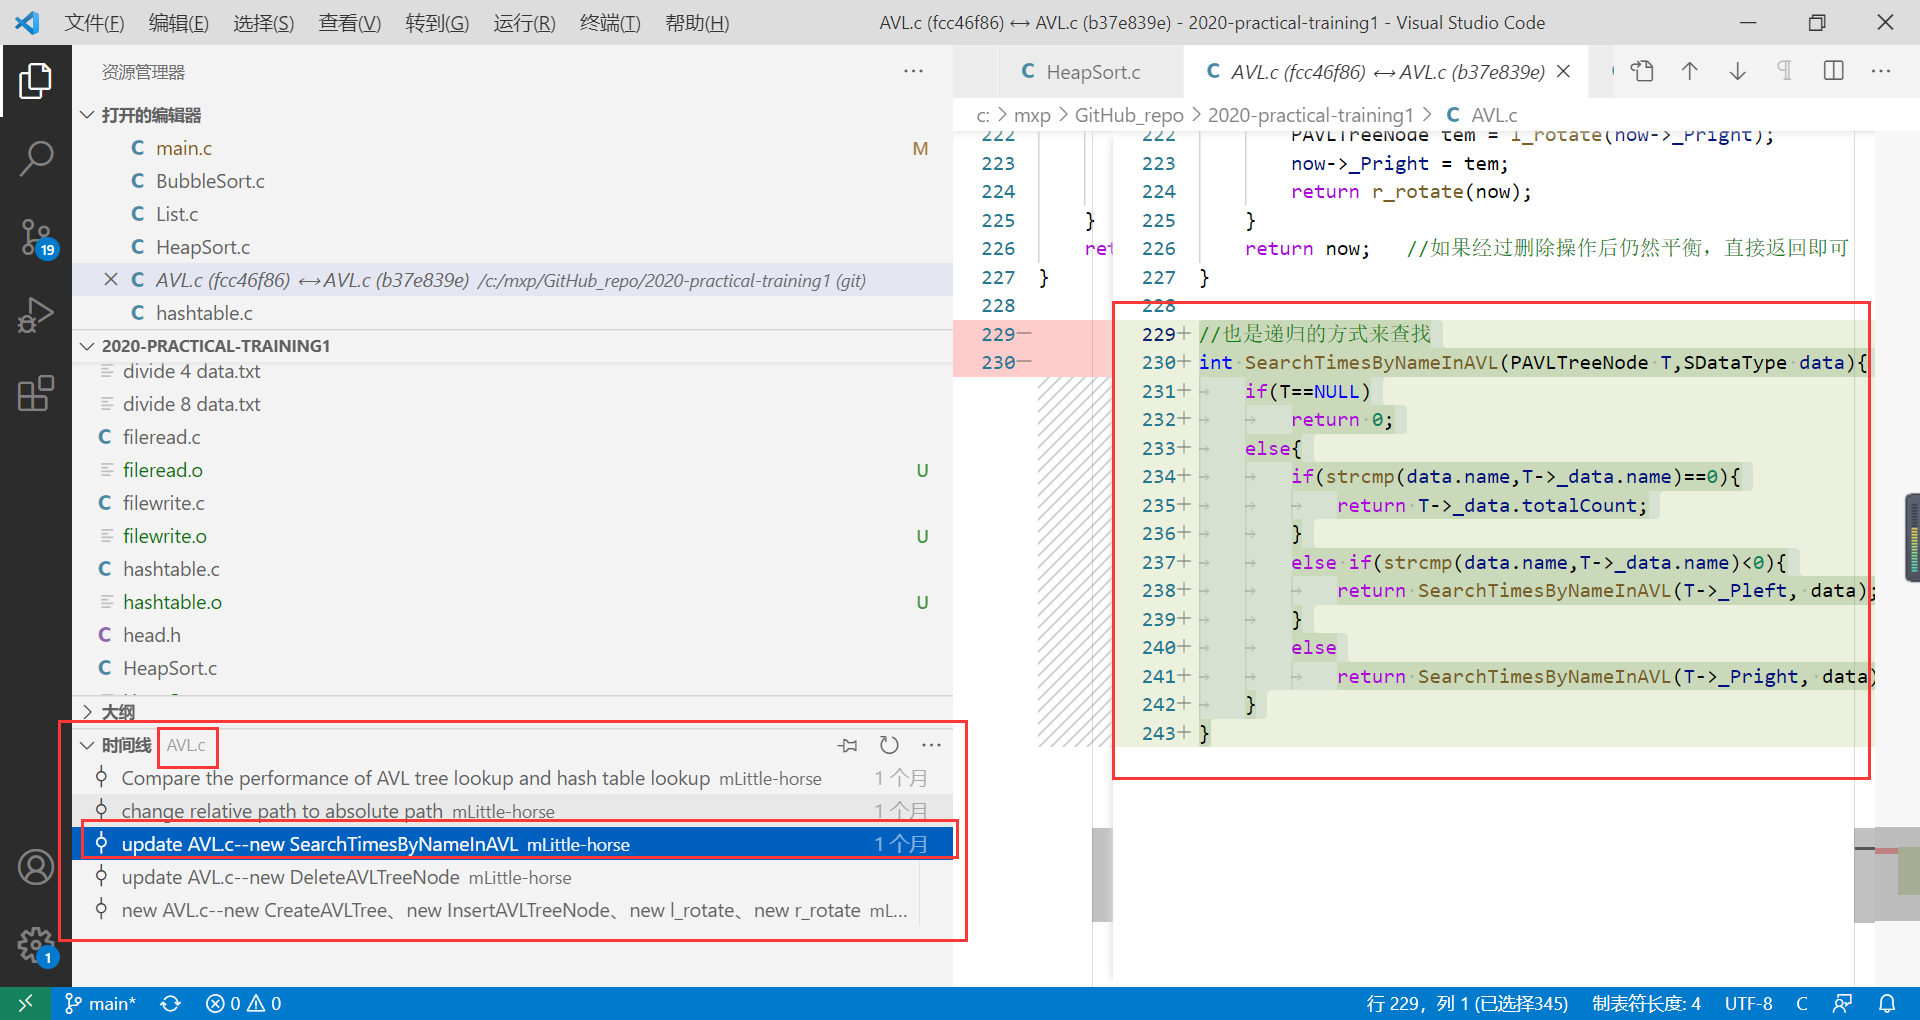 文件(F) 编辑(E) 选择(S) 查看(V) 转到(G) 运行(R) 终端(T) 帮助(H) AVL.c (fcc46f86) ↔ AVL.c (b37e839e) - 2020-practical-training1 - Visual Studio Code
资源管理器 ···
打开的编辑器
C main.c M
C BubbleSort.c
C List.c
C HeapSort.c
C AVL.c (fcc46f86) ↔ AVL.c (b37e839e) /c:/mxp/GitHub_repo/2020-practical-training1 (git)
C hashtable.c
2020-PRACTICAL-TRAINING1
divide 4 data.txt
divide 8 data.txt
C fileread.c
fileread.o U
C filewrite.c
filewrite.o U
C hashtable.c
hashtable.o U
C head.h
C HeapSort.c
大纲
时间线 AVL.c ···
Compare the performance of AVL tree lookup and hash table lookup mLittle-horse 1 个月
change relative path to absolute path mLittle-horse 1 个月
update AVL.c--new SearchTimesByNameInAVL mLittle-horse 1 个月
update AVL.c--new DeleteAVLTreeNode mLittle-horse
new AVL.c--new CreateAVLTree、new InsertAVLTreeNode、new l_rotate、new r_rotate mL...
19
1
C HeapSort.c C AVL.c (fcc46f86) ↔ AVL.c (b37e839e) ···
c: > mxp > GitHub_repo > 2020-practical-training1 > C AVL.c
222 222 PAVLTreeNode tem = l_rotate(now->_Pright);
223 223 now->_Pright = tem;
224 224 return r_rotate(now);
225 } 225 }
226 ret 226 return now; //如果经过删除操作后仍然平衡，直接返回即可
227 } 227 }
228 228
229- 229+ //也是递归的方式来查找
230- 230+ int SearchTimesByNameInAVL(PAVLTreeNode T,SDataType data){
231+ if(T==NULL)
232+ return 0;
233+ else{
234+ if(strcmp(data.name,T->_data.name)==0){
235+ return T->_data.totalCount;
236+ }
237+ else if(strcmp(data.name,T->_data.name)<0){
238+ return SearchTimesByNameInAVL(T->_Pleft, data);
239+ }
240+ else
241+ return SearchTimesByNameInAVL(T->_Pright, data)
242+ }
243+ }
main* 0 0 行 229，列 1 (已选择345) 制表符长度: 4 UTF-8 C